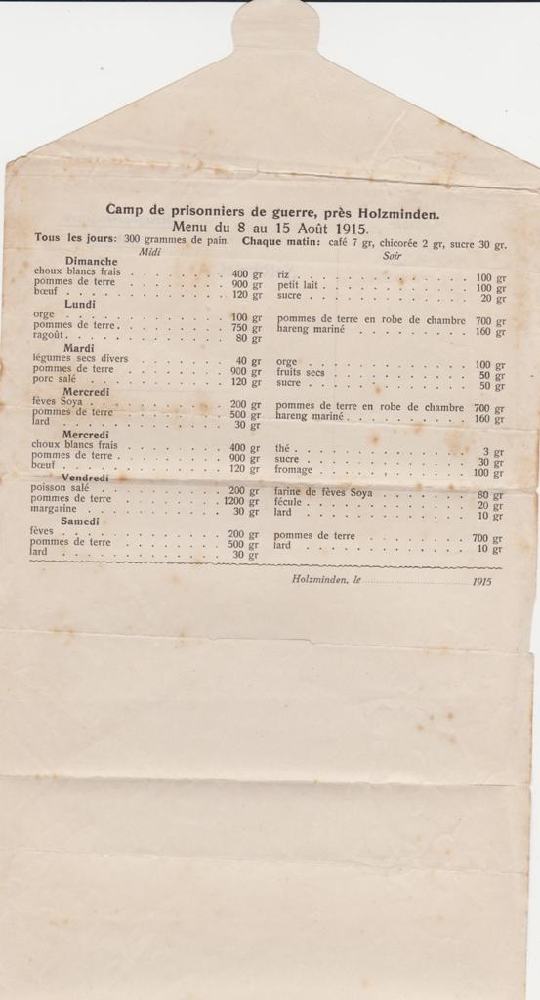 Camp de prisonniers de guerre, près Holzminden.
Menu du 8 au 15 Août 1915.
Tous les jours: 300 grammes de pain. Chaque matin: café 7 gr, chicorée 2 gr, sucre 30 gr.
Midi Soir
Dimanche
choux blancs frais . . . . . . . . 400 gr riz . . . . . . . . . . . . 100 gr
pommes de terre . . . . . . . . 900 gr petit lait . . . . . . . . . . 100 gr
bœuf . . . . . . . . . . . . 120 gr sucre . . . . . . . . . . . 20 gr
Lundi
orge . . . . . . . . . . . . 100 gr pommes de terre en robe de chambre 700 gr
pommes de terre . . . . . . . . 750 gr hareng mariné . . . . . . . . 160 gr
ragoût . . . . . . . . . . . . 80 gr
Mardi
légumes secs divers . . . . . . . 40 gr orge . . . . . . . . . . . 100 gr
pommes de terre . . . . . . . . 900 gr fruits secs . . . . . . . . . 50 gr
porc salé . . . . . . . . . . 120 gr sucre . . . . . . . . . . . 50 gr
Mercredi
fèves Soya . . . . . . . . . . 200 gr pommes de terre en robe de chambre 700 gr
pommes de terre . . . . . . . . 500 gr hareng mariné . . . . . . . . 160 gr
lard . . . . . . . . . . . . 30 gr
Mercredi
choux blancs frais . . . . . . . . 400 gr thé . . . . . . . . . . . . 3 gr
pommes de terre . . . . . . . . 900 gr sucre . . . . . . . . . . . 30 gr
bœuf . . . . . . . . . . . . 120 gr fromage . . . . . . . . . . 100 gr
Vendredi
poisson salé . . . . . . . . . 200 gr farine de fèves Soya . . . . . . 80 gr
pommes de terre . . . . . . . . 1200 gr fécule . . . . . . . . . . . 20 gr
margarine . . . . . . . . . . 30 gr lard . . . . . . . . . . . 10 gr
Samedi
fèves . . . . . . . . . . . . 200 gr pommes de terre . . . . . . . 700 gr
pommes de terre . . . . . . . . 500 gr lard . . . . . . . . . . . 10 gr
lard . . . . . . . . . . . . 30 gr
Holzminden, le .............................. 1915